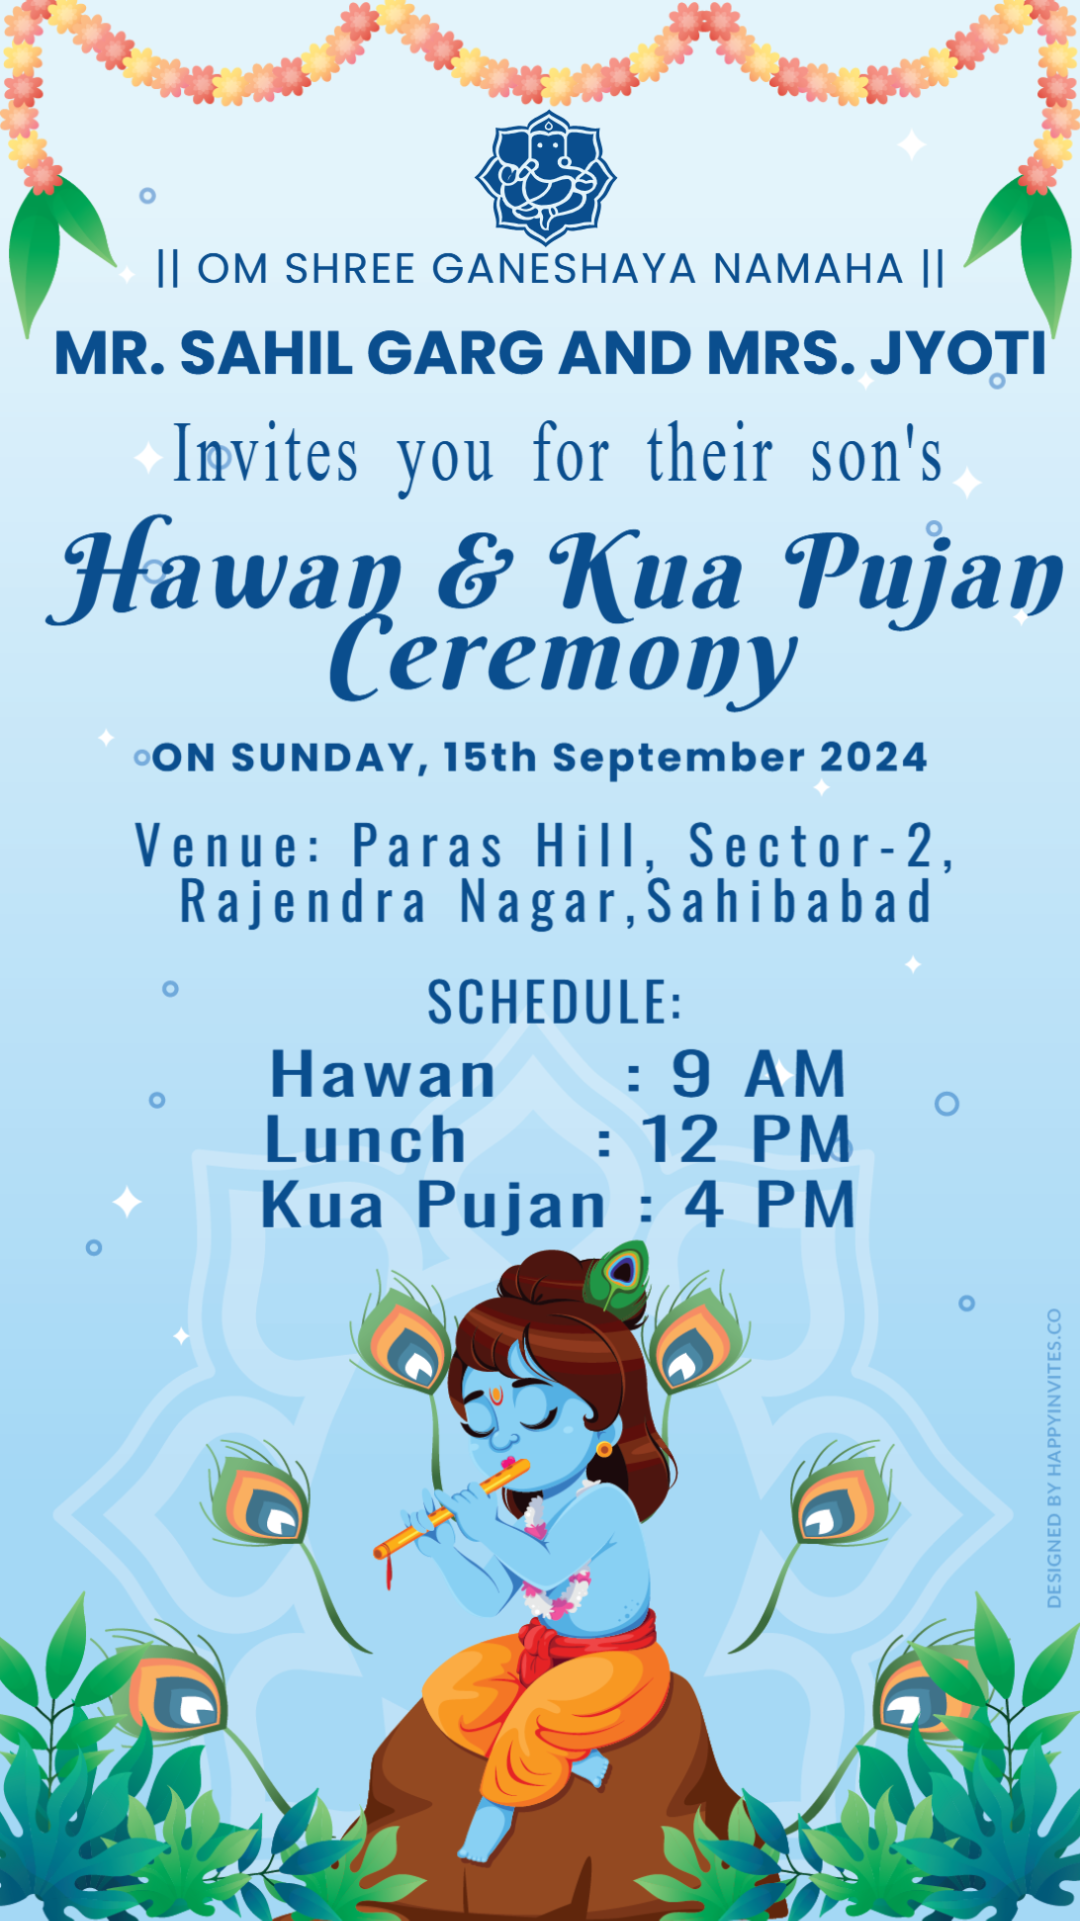 || OM SHREE GANESHAYA NAMAHA ||
MR. SAHIL GARG AND MRS. JYOTI
Invites you for their son's
Hawan & Kua Pujan
Ceremony
ON SUNDAY, 15th September 2024
Venue: Paras Hill, Sector-2,
Rajendra Nagar,Sahibabad
SCHEDULE:
Hawan : 9 AM
Lunch : 12 PM
Kua Pujan : 4 PM
DESIGNED BY HAPPYINVITES.CO